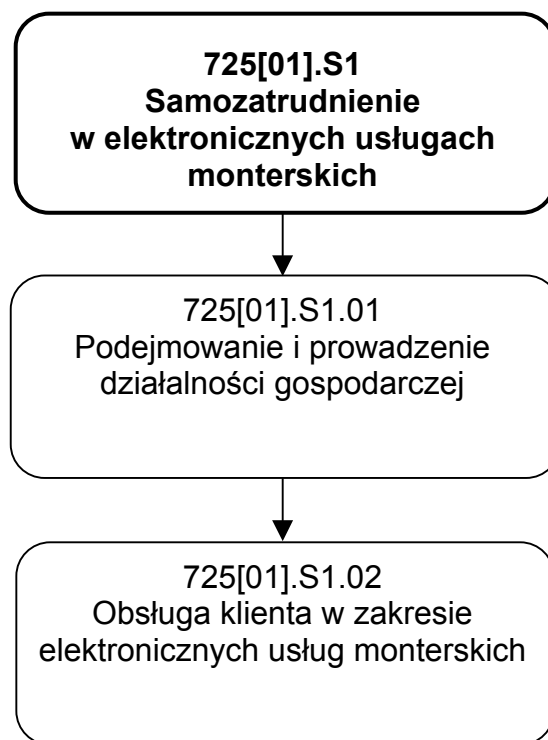 725[01].S1
Samozatrudnienie
w elektronicznych usługach
monterskich
725[01].S1.01
Podejmowanie i prowadzenie
działalności gospodarczej
725[01].S1.02
Obsługa klienta w zakresie
elektronicznych usług monterskich